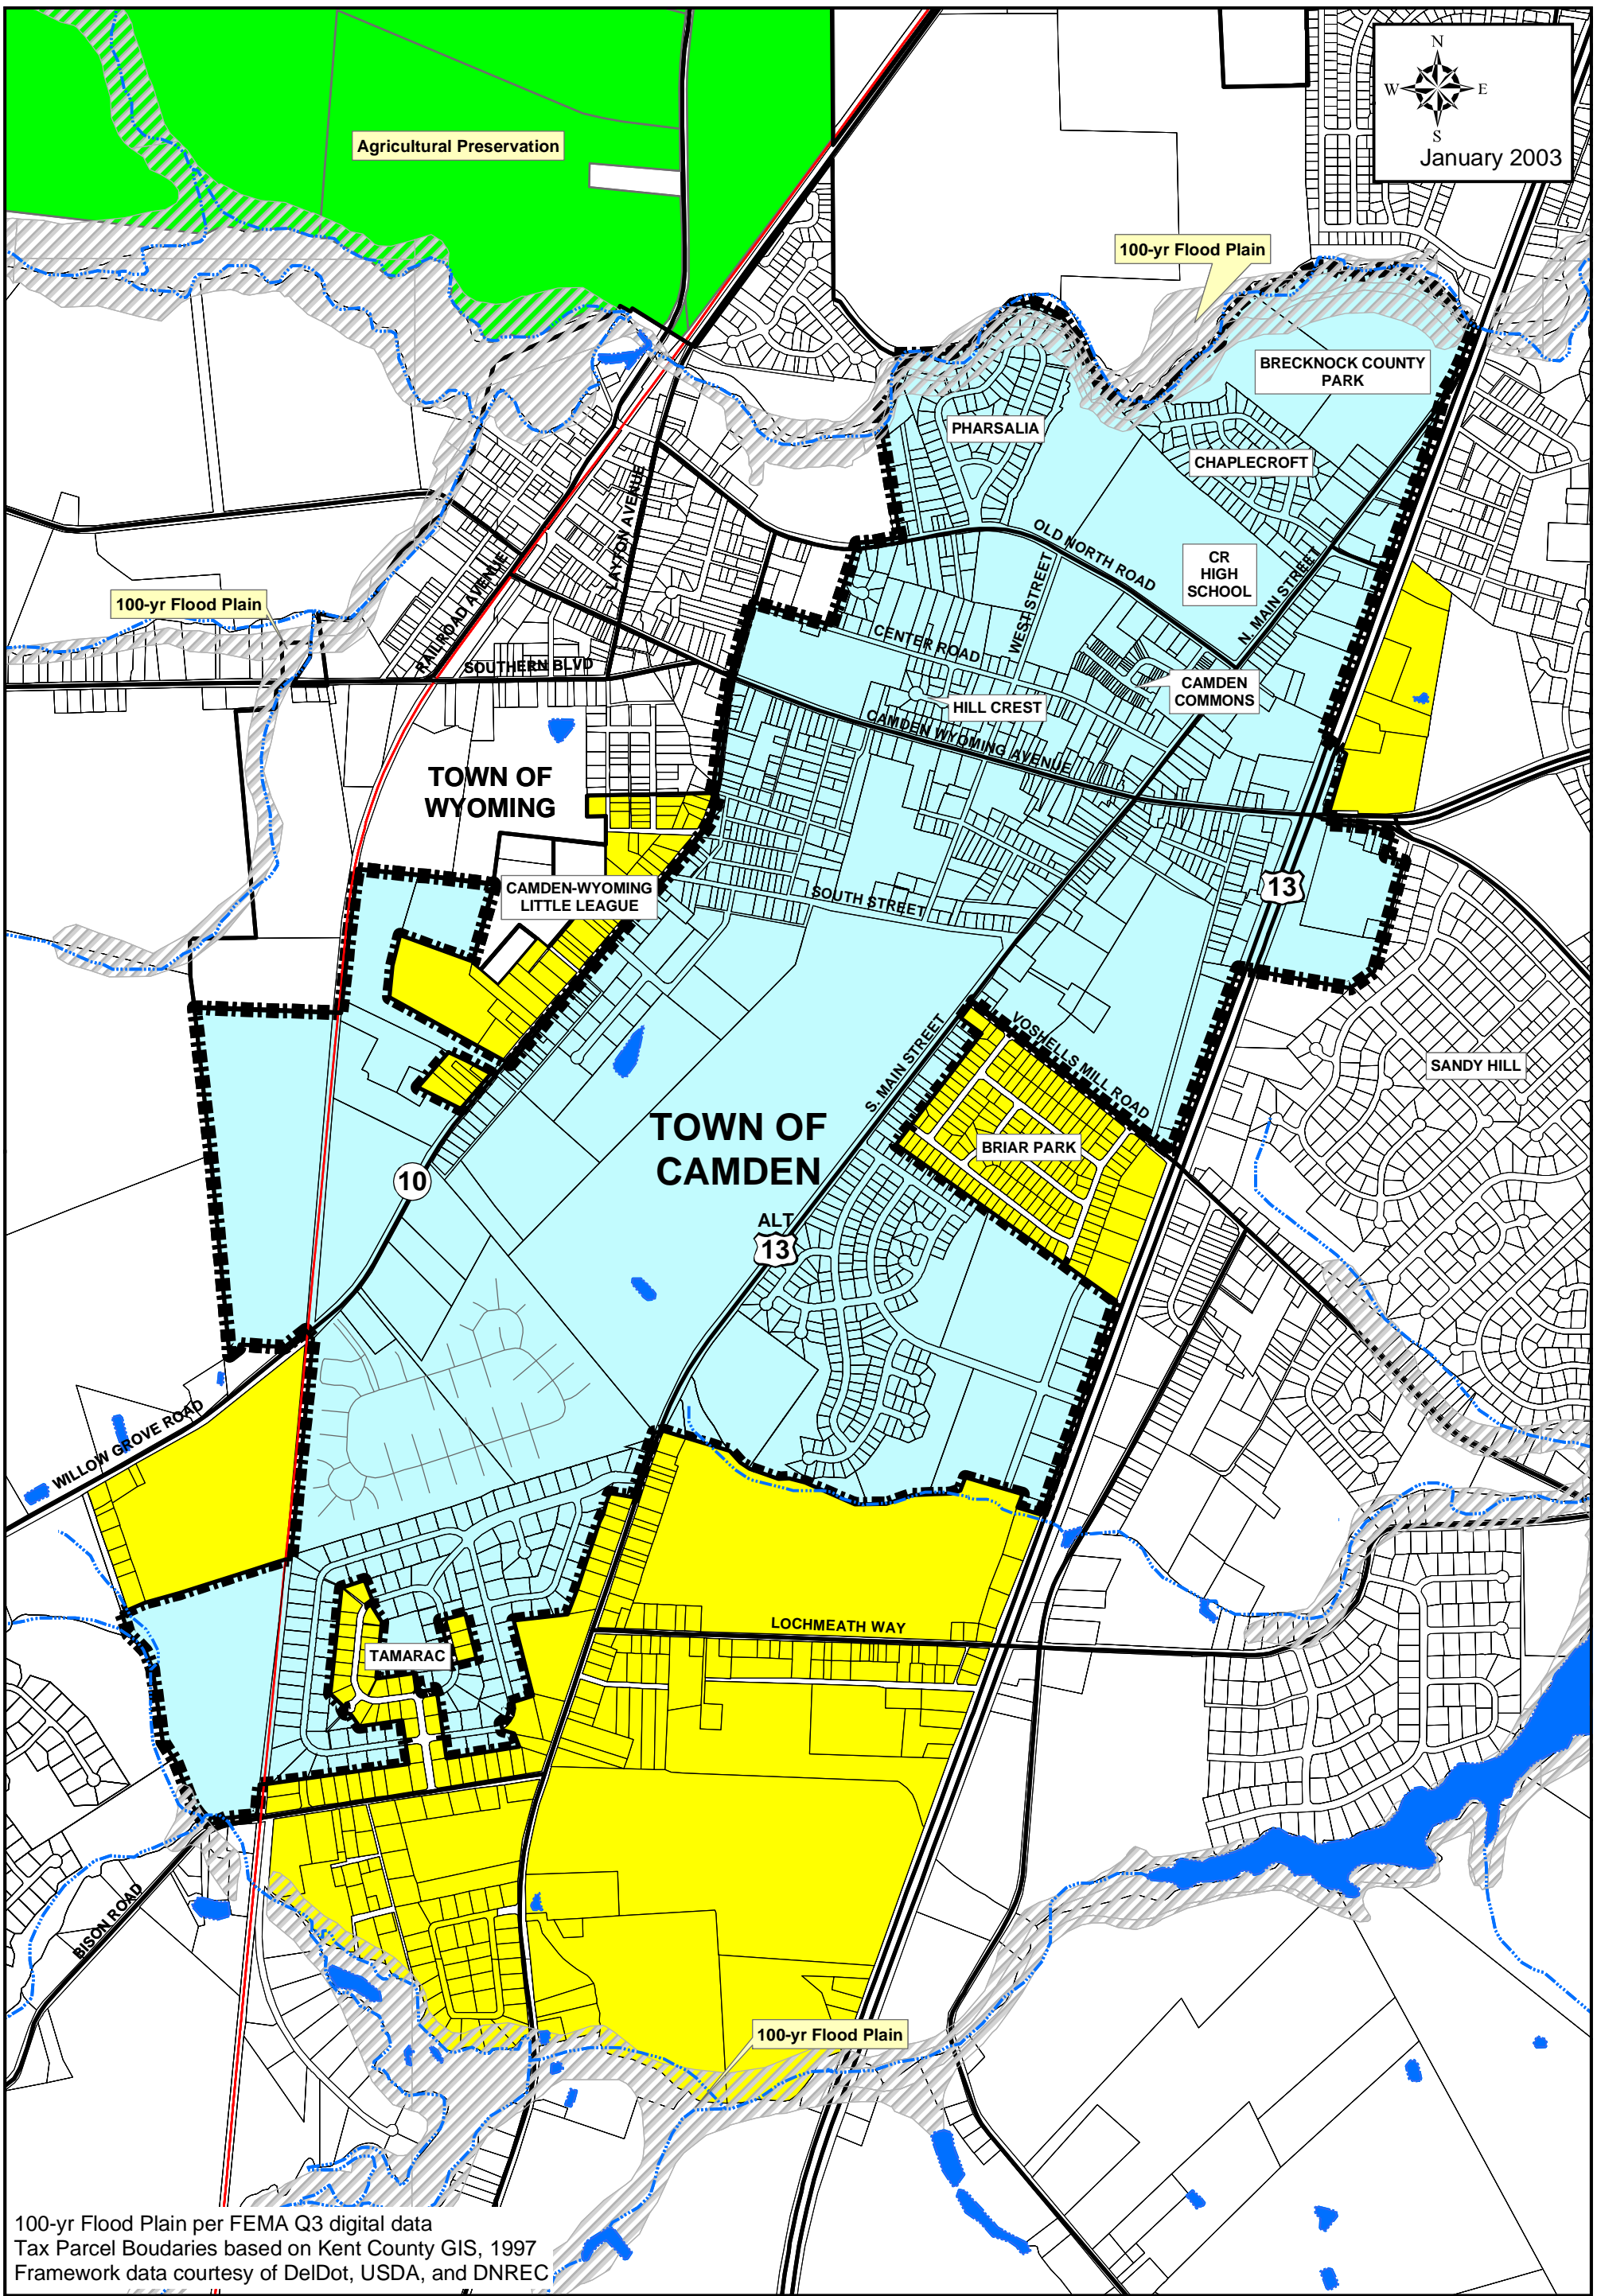 N
W E
S
January 2003
Agricultural Preservation
100-yr Flood Plain
BRECKNOCK COUNTY
PARK
PHARSALIA
CHAPLECROFT
LAYTON AVENUE
OLD NORTH ROAD
CR
HIGH
SCHOOL
N. MAIN STREET
WEST STREET
RAILROAD AVENUE
100-yr Flood Plain
CENTER ROAD
SOUTHERN BLVD
CAMDEN
COMMONS
HILL CREST
CAMDEN WYOMING AVENUE
TOWN OF
WYOMING
CAMDEN-WYOMING
LITTLE LEAGUE
SOUTH STREET
13
S. MAIN STREET
VOSHELLS MILL ROAD
SANDY HILL
TOWN OF
CAMDEN
BRIAR PARK
10
ALT
13
WILLOW GROVE ROAD
LOCHMEATH WAY
TAMARAC
BISON ROAD
100-yr Flood Plain
100-yr Flood Plain per FEMA Q3 digital data
Tax Parcel Boudaries based on Kent County GIS, 1997
Framework data courtesy of DelDot, USDA, and DNREC